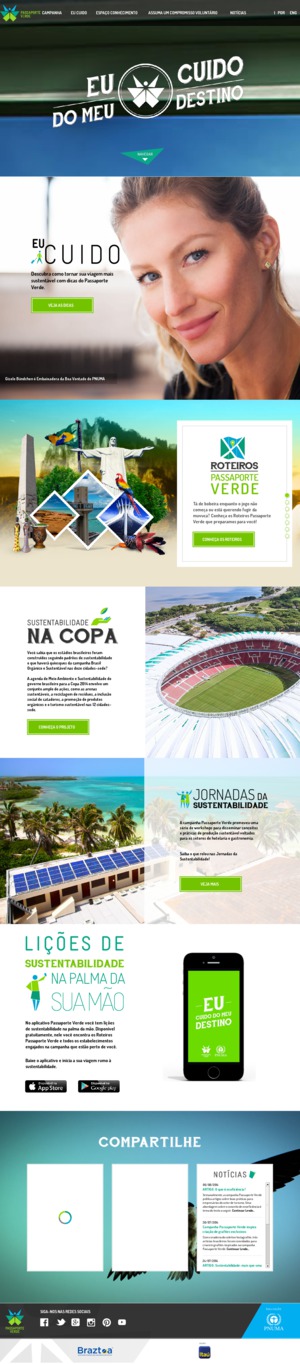 PASSAPORTE VERDE
CAMPANHA EU CUIDO ESPAÇO CONHECIMENTO ASSUMA UM COMPROMISSO VOLUNTÁRIO NOTÍCIAS | POR ENG
EU CUIDO
DO MEU DESTINO
NAVEGAR
EU
CUIDO
Descubra como tornar sua viagem mais
sustentável com dicas do Passaporte
Verde.
VEJA AS DICAS
Gisele Bündchen é Embaixadora da Boa Vontade do PNUMA
ROTEIROS
PASSAPORTE
VERDE
Tá de bobeira enquanto o jogo não
começa ou está querendo fugir da
muvuca? Conheça os Roteiros Passaporte
Verde que preparamos para você!
CONHEÇA OS ROTEIROS
SUSTENTABILIDADE
NA COPA
Você sabia que os estádios brasileiros foram
construídos segundo padrões de sustentabilidade
e que haverá quiosques da campanha Brasil
Orgânico e Sustentável nas doze cidades-sede?
A agenda de Meio Ambiente e Sustentabilidade do
governo brasileiro para a Copa 2014 envolve um
conjunto amplo de ações, como as arenas
sustentáveis, a reciclagem de resíduos, a inclusão
social de catadores, a promoção de produtos
orgânicos e o turismo sustentável nas 12 cidades-
sede.
CONHEÇA O PROJETO
JORNADAS DA
SUSTENTABILIDADE
A campanha Passaporte Verde promoveu uma
série de workshops para disseminar conceitos
e práticas de produção sustentável voltados
para os setores de hotelaria e gastronomia.
Saiba o que rolou nas Jornadas da
Sustentabilidade!
VEJA MAIS
LIÇÕES DE
SUSTENTABILIDADE
NA PALMA DA
SUA MÃO
No aplicativo Passaporte Verde você tem lições
de sustentabilidade na palma da mão. Disponível
gratuitamente, nele você encontra os Roteiros
Passaporte Verde e todos os estabelecimentos
engajados na campanha que estão perto de você.
Baixe o aplicativo e inicie a sua viagem rumo à
sustentabilidade.
App Store
Google play
EU
CUIDO DO MEU
DESTINO
COMPARTILHE
NOTÍCIAS
Campanha Passaporte Verde
Continue Lendo..
SIGA-NOS NAS REDES SOCIAIS
PASSAPORTE VERDE
PNUMA
Braztoa
Itaú